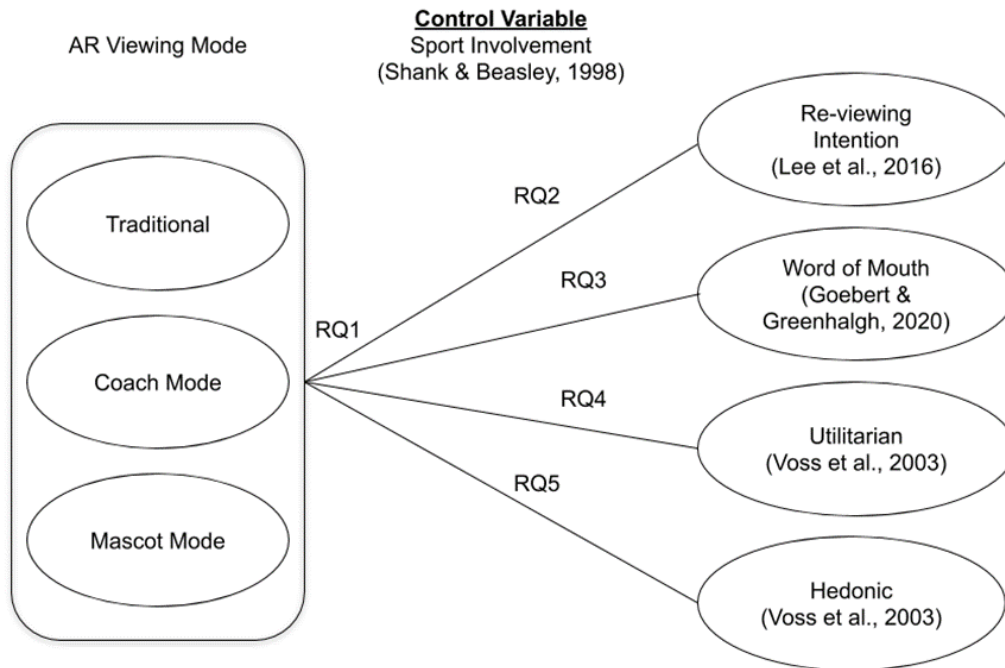 Control Variable
Sport Involvement
(Shank & Beasley, 1998)
AR Viewing Mode
Traditional
Coach Mode
Mascot Mode
RQ1
RQ2
RQ3
RQ4
RQ5
Re-viewing
Intention
(Lee et al., 2016)
Word of Mouth
(Goebert &
Greenhalgh, 2020)
Utilitarian
(Voss et al., 2003)
Hedonic
(Voss et al., 2003)